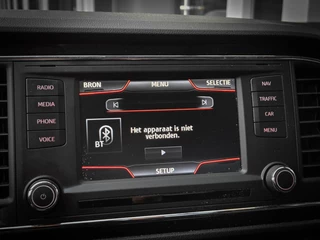 BRON MENU SELECTIE
RADIO
MEDIA
PHONE
VOICE
BT
Het apparaat is niet
verbonden.
SETUP
NAV
TRAFFIC
CAR
MENU